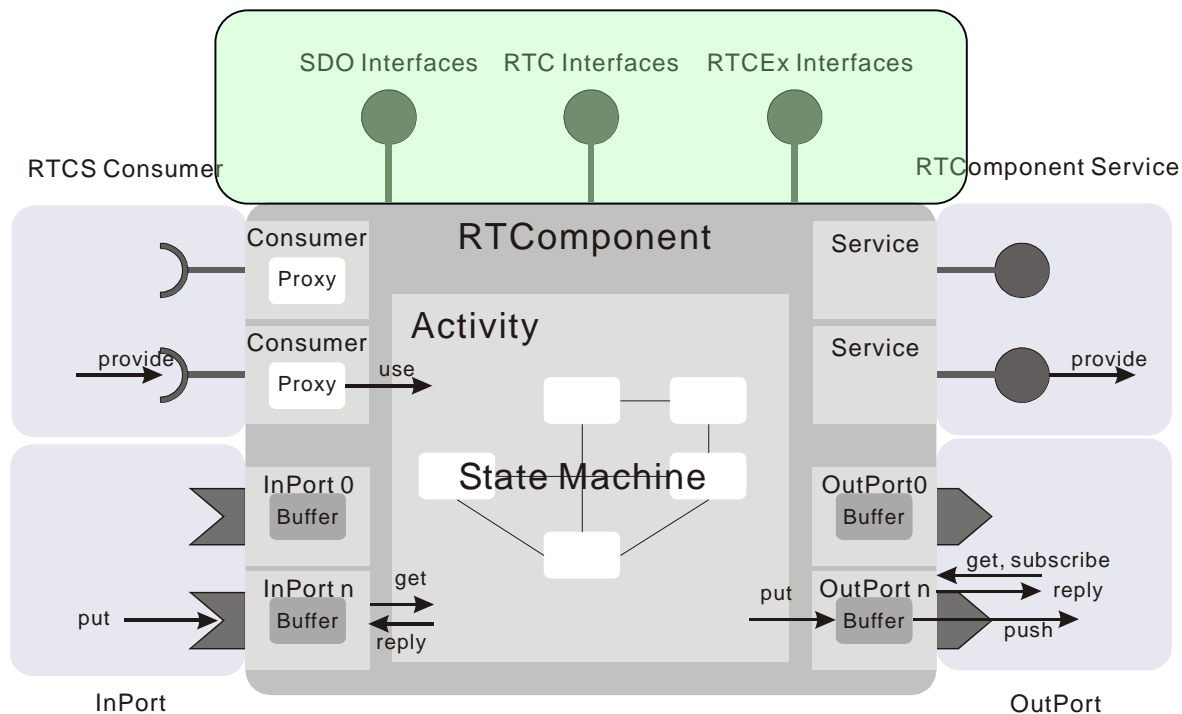 SDO Interfaces RTC Interfaces RTCEx Interfaces
RTCS Consumer
RTComponent Service
Consumer
Proxy
RTComponent
Service
Activity
Consumer
Proxy
provide
use
Service
provide
State Machine
InPort 0
Buffer
OutPort0
Buffer
InPort n
Buffer
put
get
reply
put
OutPort n
Buffer
get, subscribe
reply
push
InPort
OutPort